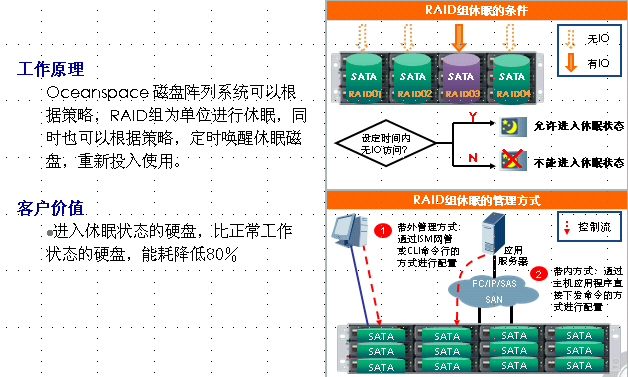 工作原理
Oceanspace 磁盘阵列系统可以根
据策略，RAID组为单位进行休眠，同
时也可以根据策略，定时唤醒休眠磁
盘，重新投入使用。
客户价值
进入休眠状态的硬盘，比正常工作
状态的硬盘，能耗降低80%
RAID组休眠的条件
无IO
有IO
SATA SATA SATA SATA
RAID01 RAID02 RAID03 RAID04
设定时间内
无IO访问?
Y
允许进入休眠状态
N
不能进入休眠状态
RAID组休眠的管理方式
1
带外管理方式：
通过ISM网管
或CLI命令行的
方式进行配置
应用
服务器
控制流
2
带内方式：通过
主机应用程序直
接下发命令的方
式进行配置
FC/IP/SAS
SAN
SATA SATA SATA SATA
SATA SATA SATA SATA
SATA SATA SATA SATA